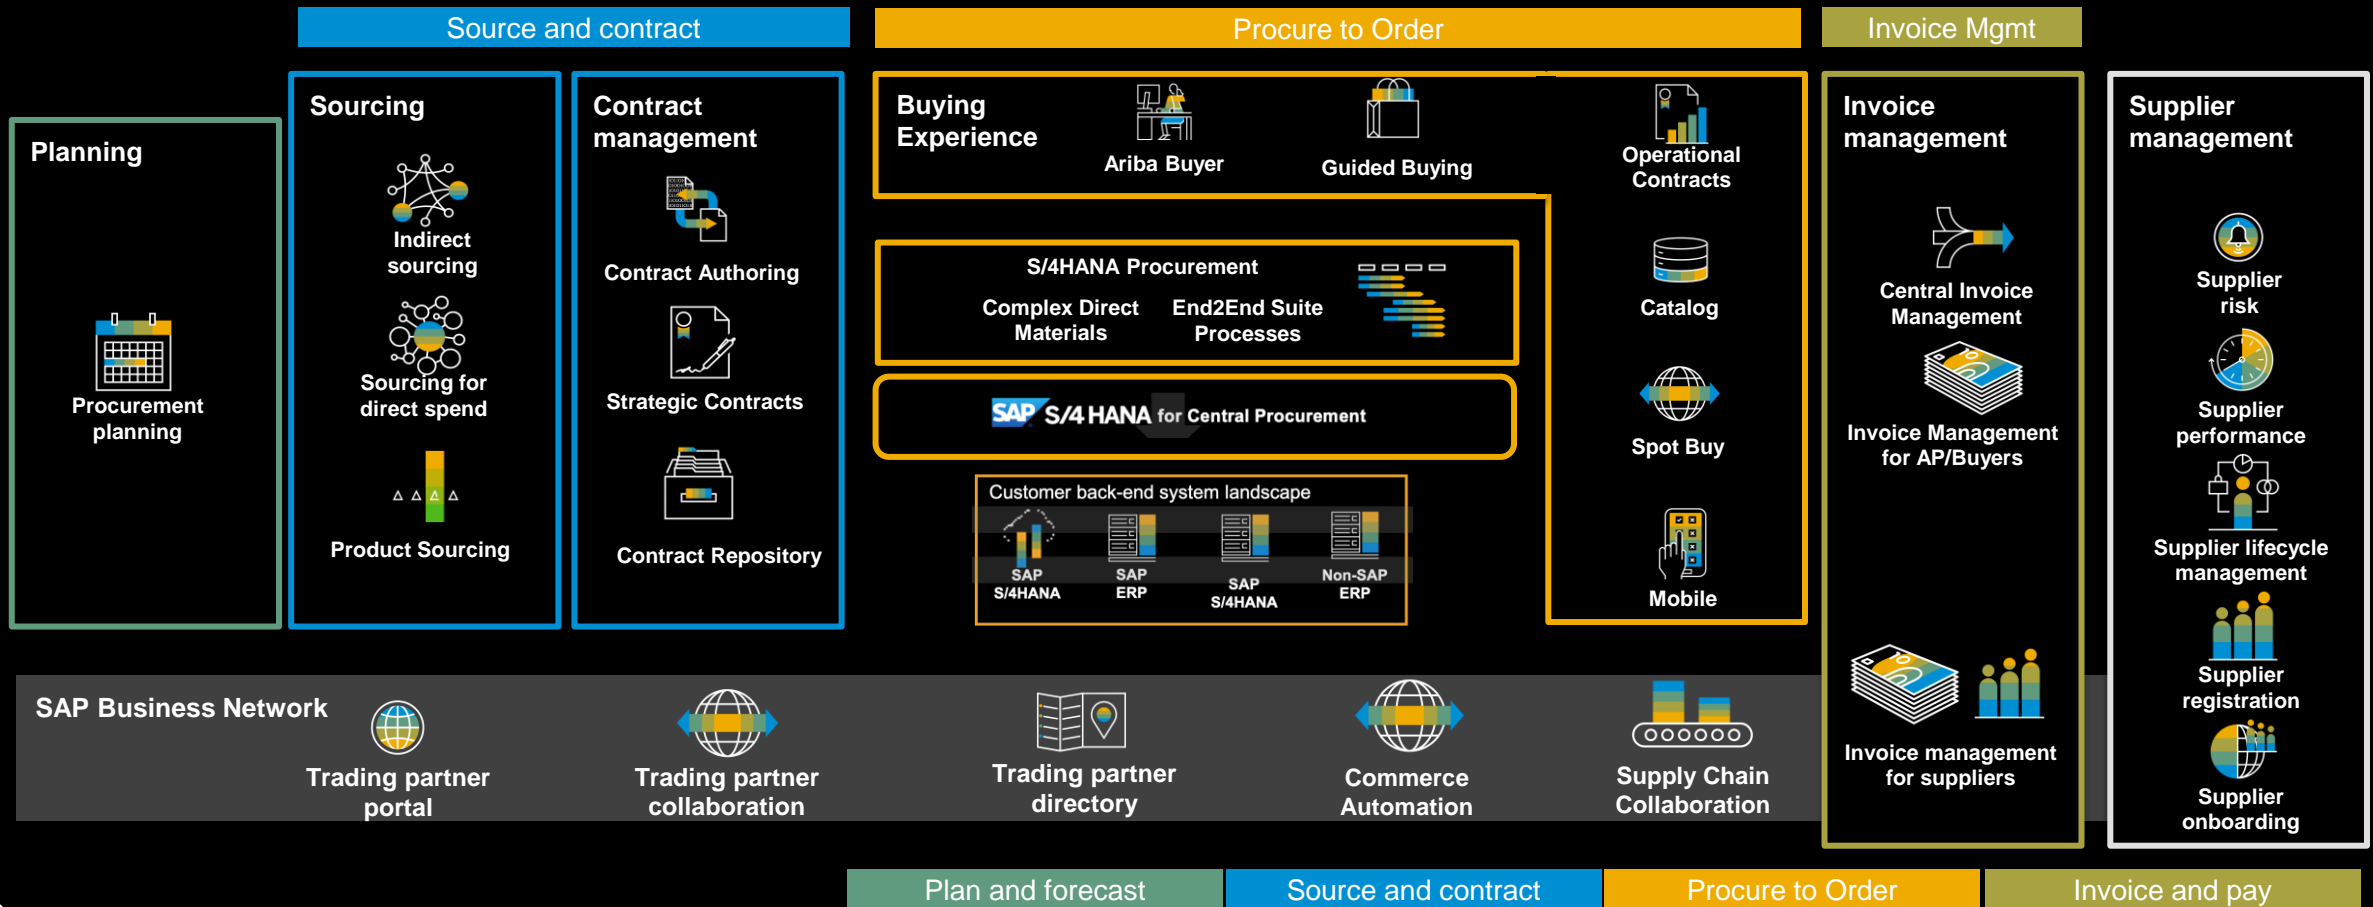 Source and contract
Procure to Order
Invoice Mgmt
Planning
Procurement
planning
Sourcing
Indirect
sourcing
Sourcing for
direct spend
Product Sourcing
Contract
management
Contract Authoring
Strategic Contracts
Contract Repository
Buying
Experience
Ariba Buyer
Guided Buying
Operational
Contracts
Catalog
Spot Buy
Mobile
S/4HANA Procurement
Complex Direct
Materials
End2End Suite
Processes
SAP S/4HANA for Central Procurement
Customer back-end system landscape
SAP
S/4HANA
SAP
ERP
SAP
S/4HANA
Non-SAP
ERP
Invoice
management
Central Invoice
Management
Invoice Management
for AP/Buyers
Invoice management
for suppliers
Supplier
management
Supplier
risk
Supplier
performance
Supplier lifecycle
management
Supplier
registration
Supplier
onboarding
SAP Business Network
Trading partner
portal
Trading partner
collaboration
Trading partner
directory
Commerce
Automation
Supply Chain
Collaboration
Plan and forecast
Source and contract
Procure to Order
Invoice and pay